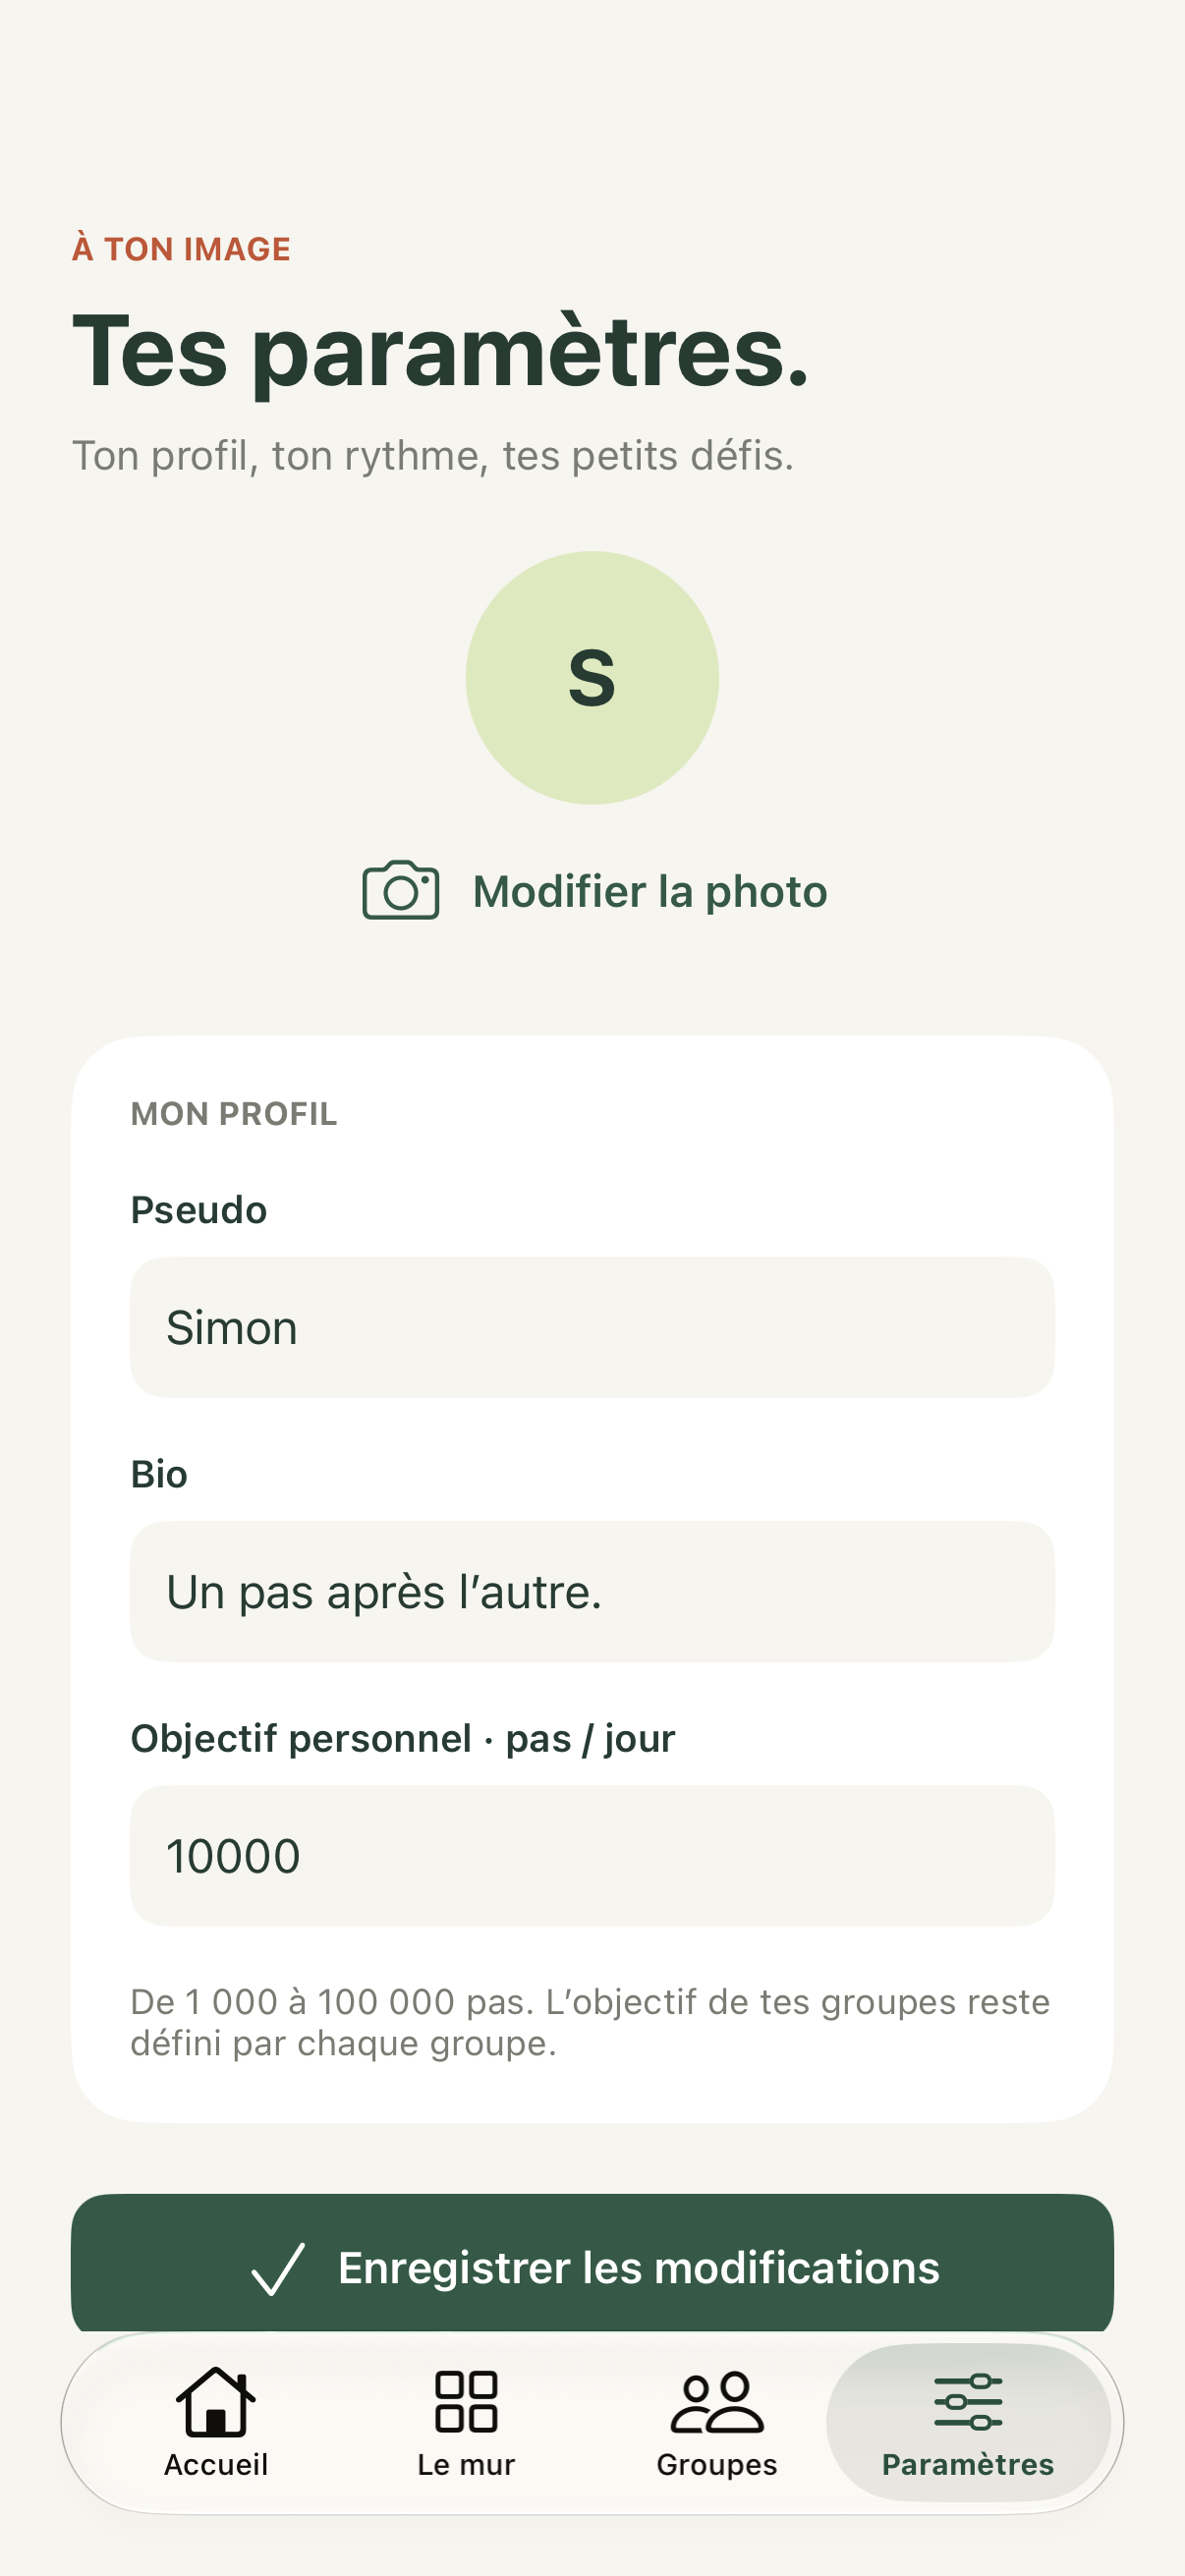 À TON IMAGE
Tes paramètres.
Ton profil, ton rythme, tes petits défis.
S
Modifier la photo
MON PROFIL
Pseudo
Simon
Bio
Un pas après l’autre.
Objectif personnel · pas / jour
10000
De 1 000 à 100 000 pas. L’objectif de tes groupes reste
défini par chaque groupe.
Enregistrer les modifications
Accueil
Le mur
Groupes
Paramètres